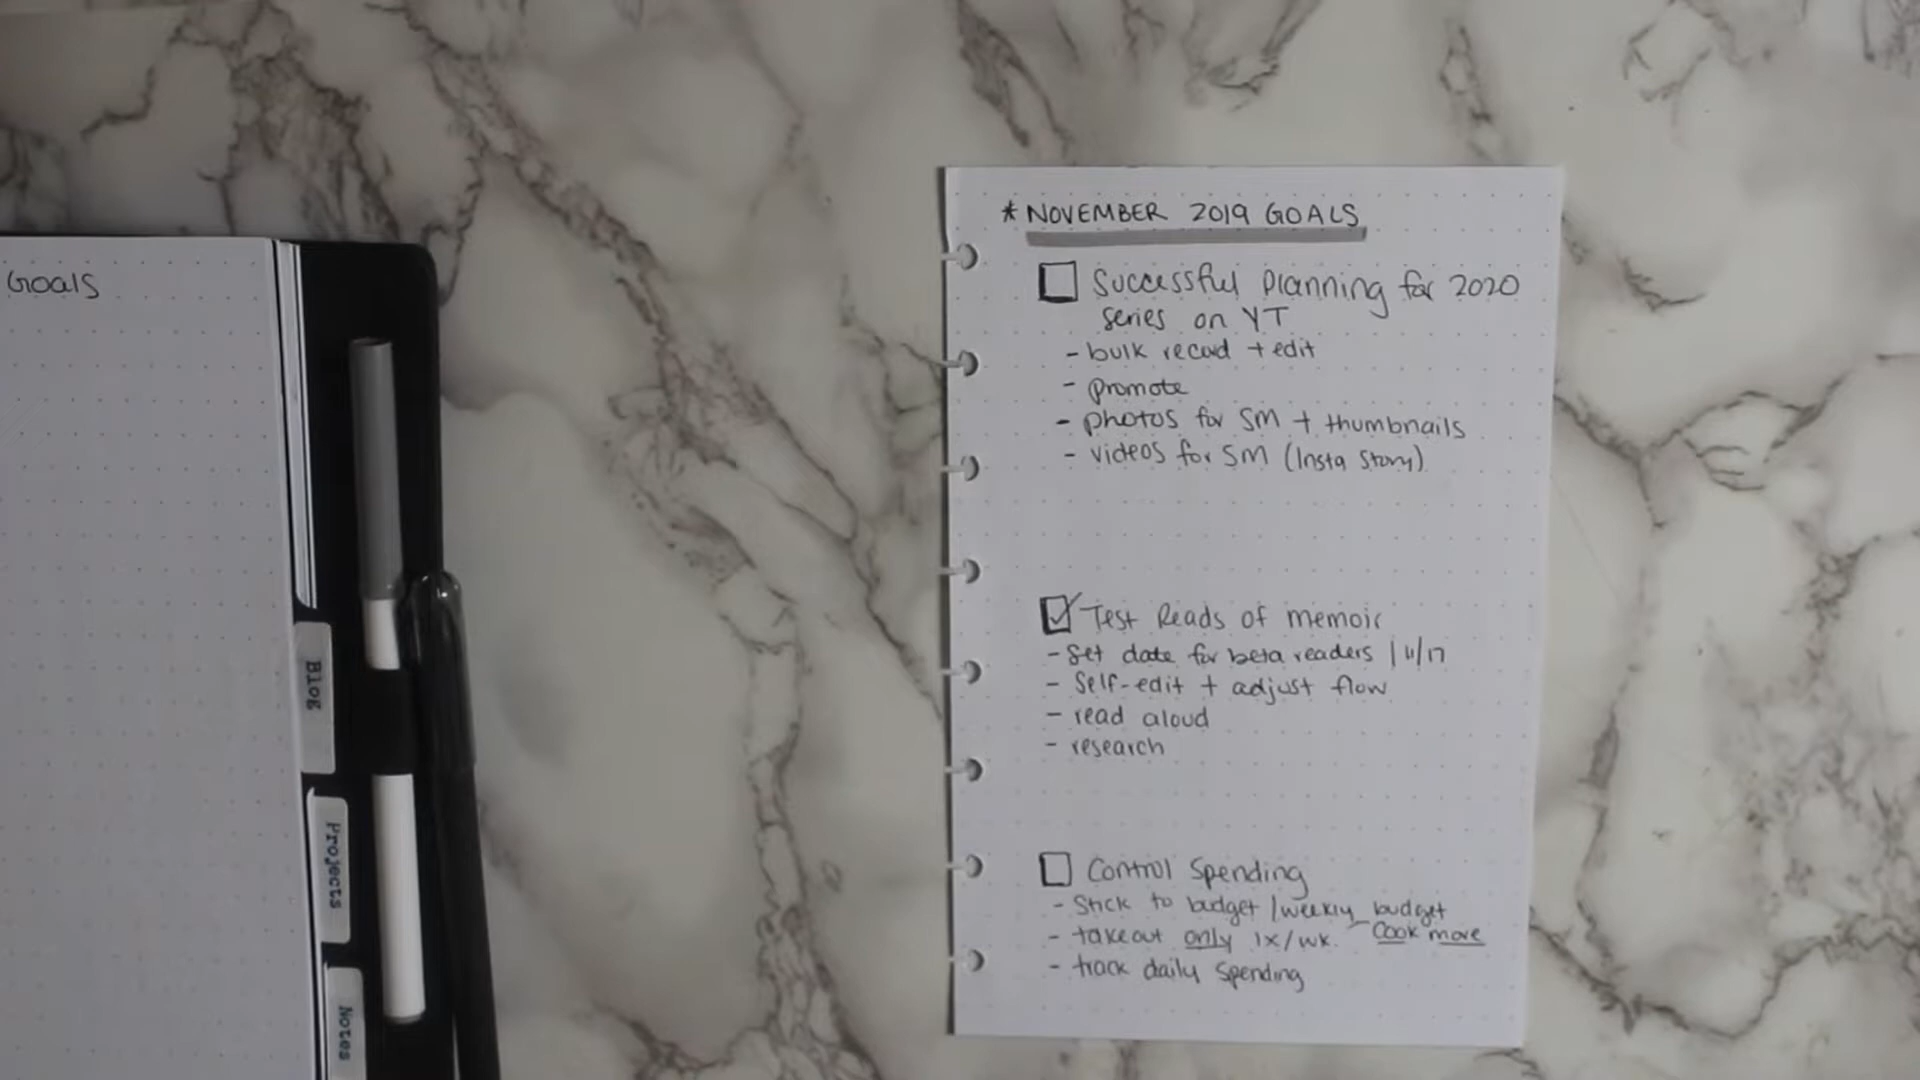 Goals
Blog
Projects
Notes
* NOVEMBER 2019 GOALS
Successful Planning for 2020
series on YT
- bulk record + edit
- promote
- photos for SM + thumbnails
- videos for SM (Insta Story)
Test Reads of memoir
- Set date for beta readers | 11/17
- Self-edit + adjust flow
- read aloud
- research
Control Spending
- Stick to budget / weekly budget
- takeout only 1x/wk. - Cook more
- track daily spending